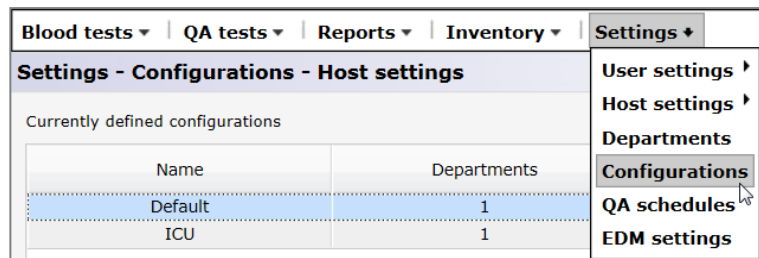 Blood tests ▾ | QA tests ▾ | Reports ▾ | Inventory ▾ | Settings
Settings - Configurations - Host settings
User settings
Host settings
Departments
Configurations
QA schedules
EDM settings
Currently defined configurations
Name Departments
Default 1
ICU 1